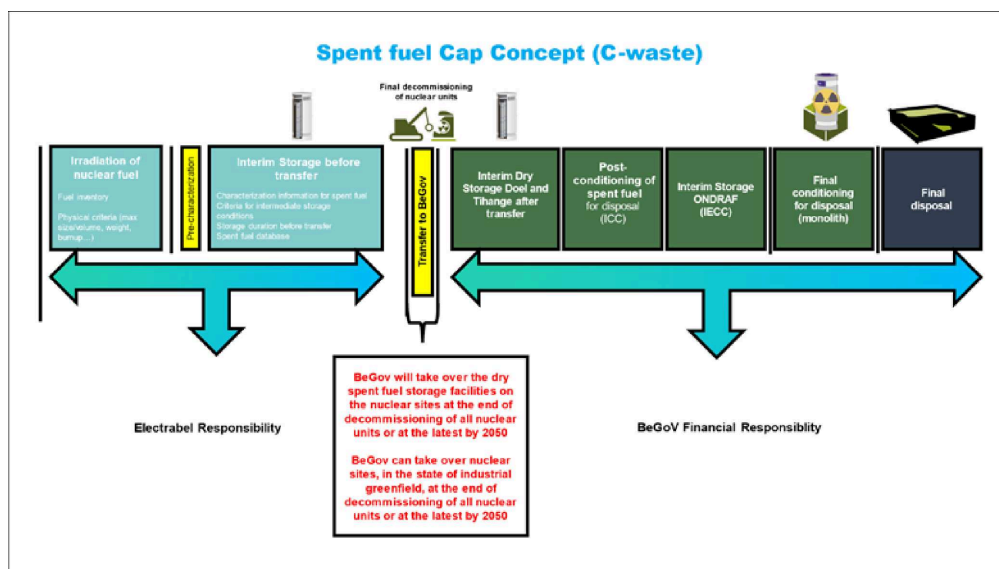 Spent fuel Cap Concept (C-waste)
Final decommissioning
of nuclear units
Irradiation of
nuclear fuel
Fuel inventory
Physical criteria (max
size/volume, weight,
burnup…)
Pre-characterization
Interim Storage before
transfer
Characterization information for spent fuel
Criteria for intermediate storage
conditions
Storage duration before transfer
Spent fuel database
Transfer to BeGov
Interim Dry
Storage Doel and
Tihange after
transfer
Post-
conditioning of
spent fuel
for disposal
(ICC)
Interim Storage
ONDRAF
(IECC)
Final
conditioning
for disposal
(monolith)
Final
disposal
Electrabel Responsibility
BeGov will take over the dry
spent fuel storage facilities on
the nuclear sites at the end of
decommissioning of all nuclear
units or at the latest by 2050
BeGov can take over nuclear
sites, in the state of industrial
greenfield, at the end of
decommissioning of all nuclear
units or at the latest by 2050
BeGoV Financial Responsiblity